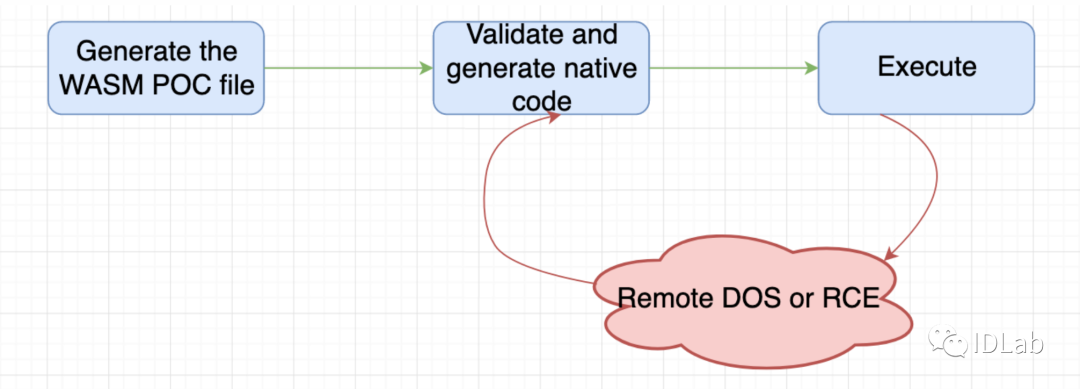 Generate the
WASM POC file
Validate and
generate native
code
Execute
Remote DOS or RCE
IDLab